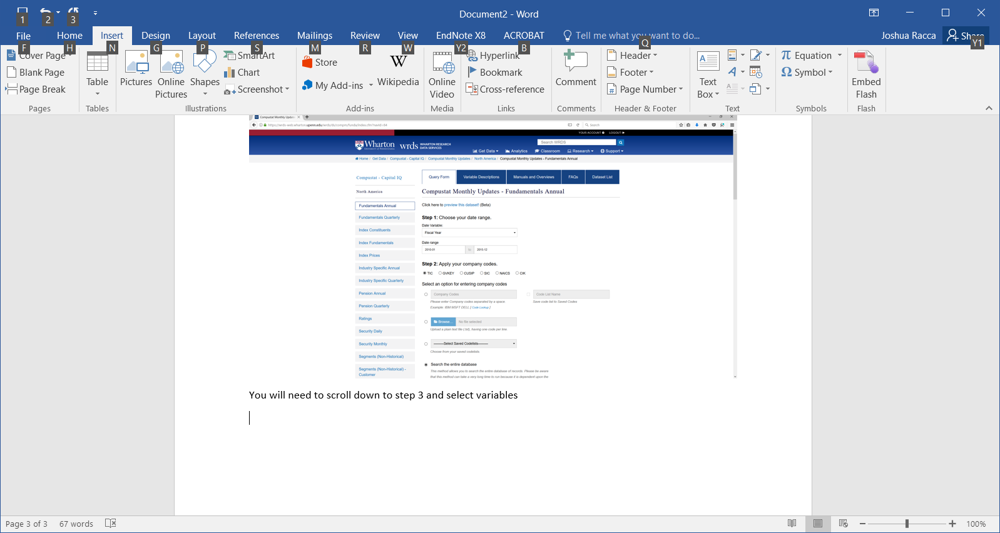 Document2 - Word
1 2 3
File Home Insert Design Layout References Mailings Review View EndNote X8 ACROBAT Tell me what you want to do... Joshua Racca Share
F H N G P S M R W Y2 B Q Y1
Cover Page
Blank Page
Page Break
Pages
Table
Tables
Pictures
Online Pictures
Shapes
SmartArt
Chart
Screenshot
Illustrations
Store
My Add-ins
W
Wikipedia
Add-ins
Online Video
Media
Hyperlink
Bookmark
Cross-reference
Links
Comment
Comments
Header
Footer
Page Number
Header & Footer
Text Box
Text
Equation
Symbol
Symbols
Embed Flash
Flash
Compustat Monthly Updat
https://wrds-web.wharton.upenn.edu/wrds/ds/compm/funda/index.cfm?navid=84
Search
YOUR ACCOUNT LOGOUT
Wharton
wrds WHARTON RESEARCH DATA SERVICES
Search WRDS
Get Data Analytics Classroom Research Support
Home / Get Data / Compustat - Capital IQ / Compustat Monthly Updates / North America / Compustat Monthly Updates - Fundamentals Annual
Compustat - Capital IQ
North America
Fundamentals Annual
Fundamentals Quarterly
Index Constituents
Index Fundamentals
Index Prices
Industry Specific Annual
Industry Specific Quarterly
Pension Annual
Pension Quarterly
Ratings
Security Daily
Security Monthly
Segments (Non-Historical)
Segments (Non-Historical) -
Customer
Query Form Variable Descriptions Manuals and Overviews FAQs Dataset List
Compustat Monthly Updates - Fundamentals Annual
Click here to preview this dataset! (Beta)
Step 1: Choose your date range.
Date Variable:
Fiscal Year
Date range
2010-01 to 2015-12
Step 2: Apply your company codes.
TIC GVKEY CUSIP SIC NAICS CIK
Select an option for entering company codes
Company Codes Code List Name
Please enter Company codes separated by a space. Save code list to Saved Codes
Example: IBM MSFT DELL [ Code Lookup ]
Browse... No file selected
Upload a plain text file (.txt), having one code per line.
---------Select Saved Codelists---------
Choose from your saved codelists.
Search the entire database
This method allows you to search the entire database of records. Please be aware
that this method can take a very long time to run because it is dependent upon the
You will need to scroll down to step 3 and select variables
Page 3 of 3 67 words 100%